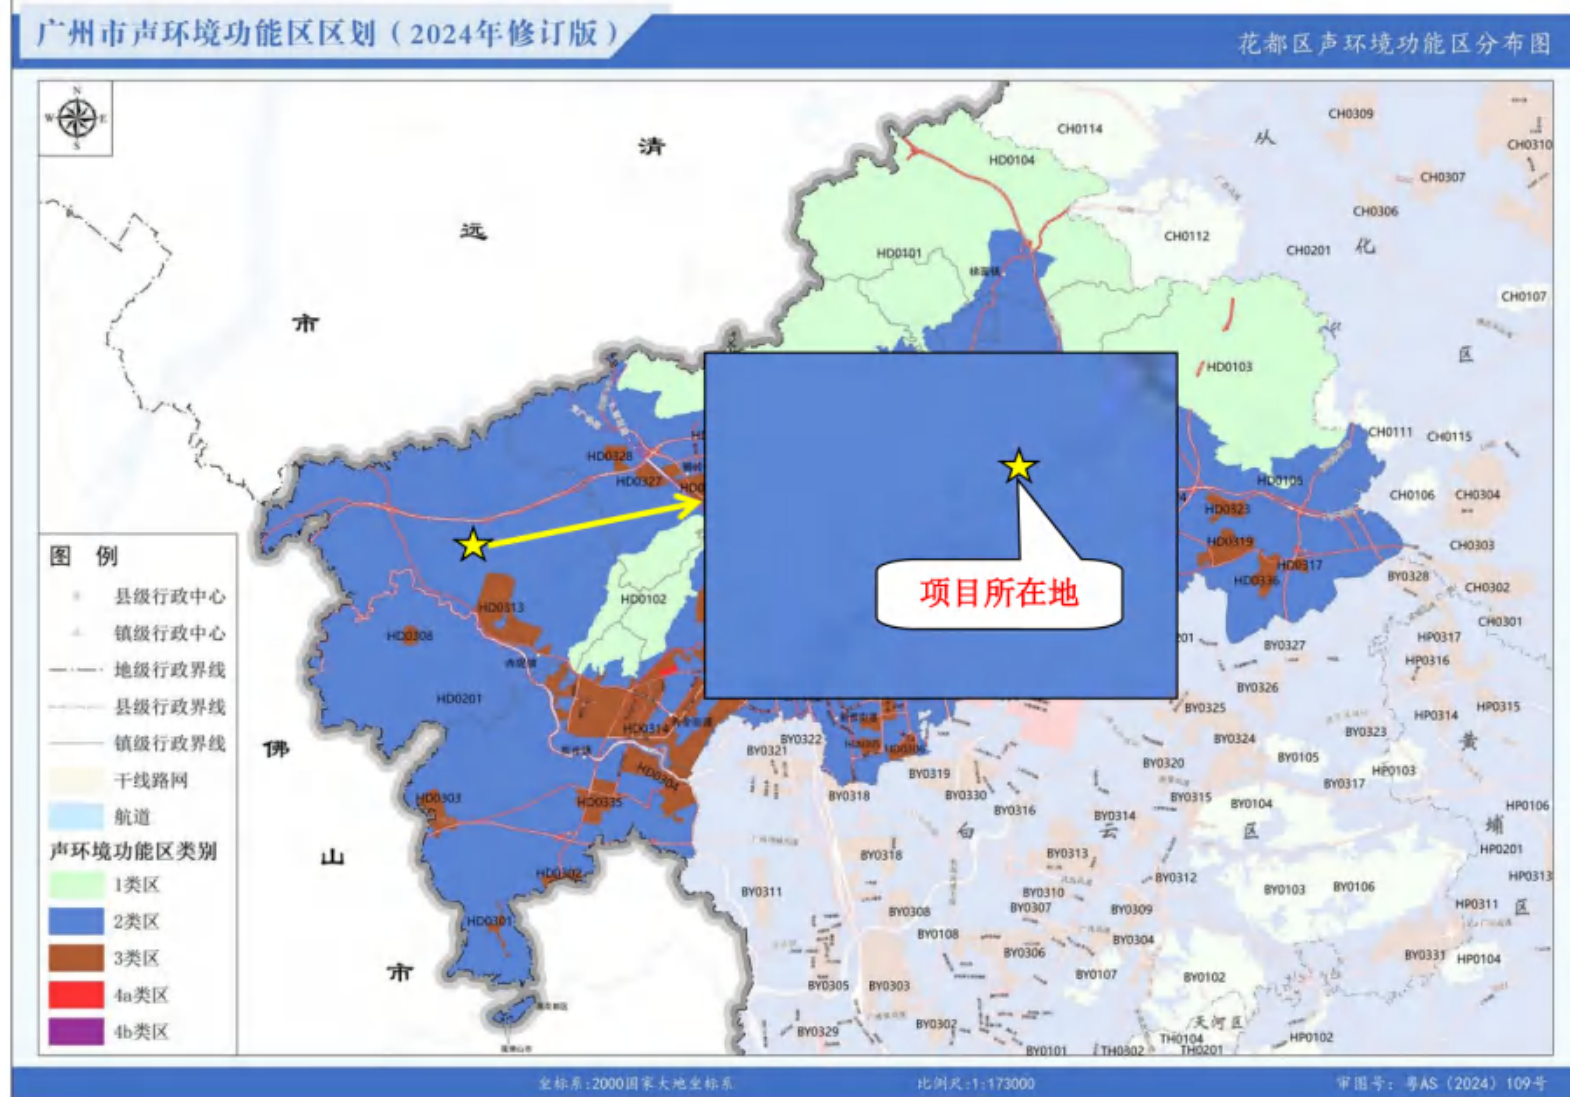 广州市声环境功能区区划（2024年修订版）
花都区声环境功能区分布图
N
W E
S
清
远
市
佛
山
市
从
化
区
黄
埔
区
白
云
区
天河区
CH0114
CH0309
CH0310
CH0307
CH0306
CH0112
CH0201
CH0107
CH0111
CH0115
CH0106
CH0304
CH0303
CH0302
CH0301
HD0104
HD0101
HD0103
HD0105
HD0328
HD0327
HD0323
HD0319
HD0317
HD0336
HD0313
HD0102
HD0308
HD0201
HD0314
HD0304
HD0303
HD0335
HD0302
HD0301
HD0305
HD0306
项目所在地
BY0328
BY0327
BY0326
BY0325
BY0324
BY0323
BY0322
BY0321
BY0320
BY0319
BY0318
BY0330
BY0316
BY0315
BY0314
BY0105
BY0317
BY0104
BY0318
BY0313
BY0312
BY0311
BY0310
BY0307
BY0309
BY0308
BY0304
BY0108
BY0306
BY0107
BY0103
BY0106
BY0102
BY0305
BY0303
BY0302
BY0329
BY0101
BY0331
HP0317
HP0316
HP0315
HP0314
HP0103
HP0106
HP0201
HP0313
HP0311
HP0104
HP0102
TH0104
TH0302
TH0201
图 例
县级行政中心
镇级行政中心
地级行政界线
县级行政界线
镇级行政界线
干线路网
航道
声环境功能区类别
1类区
2类区
3类区
4a类区
4b类区
坐标系:2000国家大地坐标系
比例尺:1:173000
审图号：粤AS（2024）109号